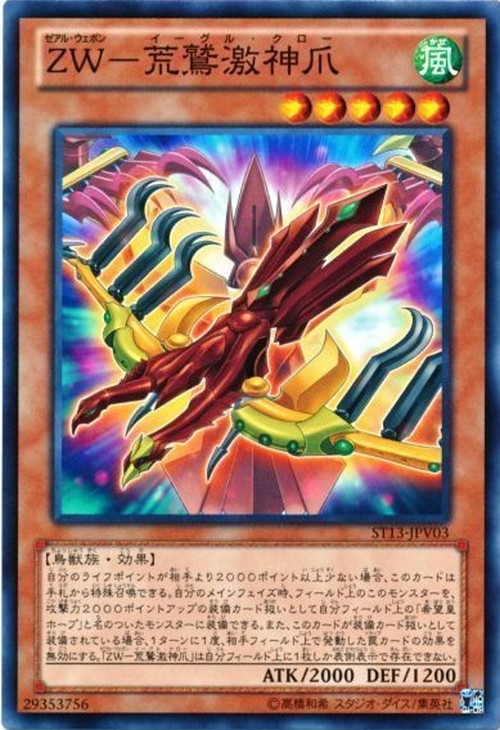 ゼアル・ウェポン イーグル・クロー
ZW－荒鷲激神爪
風
ST13-JPV03
【鳥獣族・効果】
自分のライフポイントが相手より2000ポイント以上少ない場合、このカードは
手札から特殊召喚できる。自分のメインフェイズ時、フィールド上のこのモンスターを、
攻撃力2000ポイントアップの装備カード扱いとして自分フィールド上の「希望皇
ホープ」と名のついたモンスターに装備できる。また、このカードが装備カード扱いとして
装備されている場合、1ターンに1度、相手フィールド上で発動した罠カードの効果を
無効にする。「ZW－荒鷲激神爪」は自分フィールド上に1枚しか表側表示で存在できない。
ATK/2000 DEF/1200
29353756
©高橋和希 スタジオ・ダイス/集英社